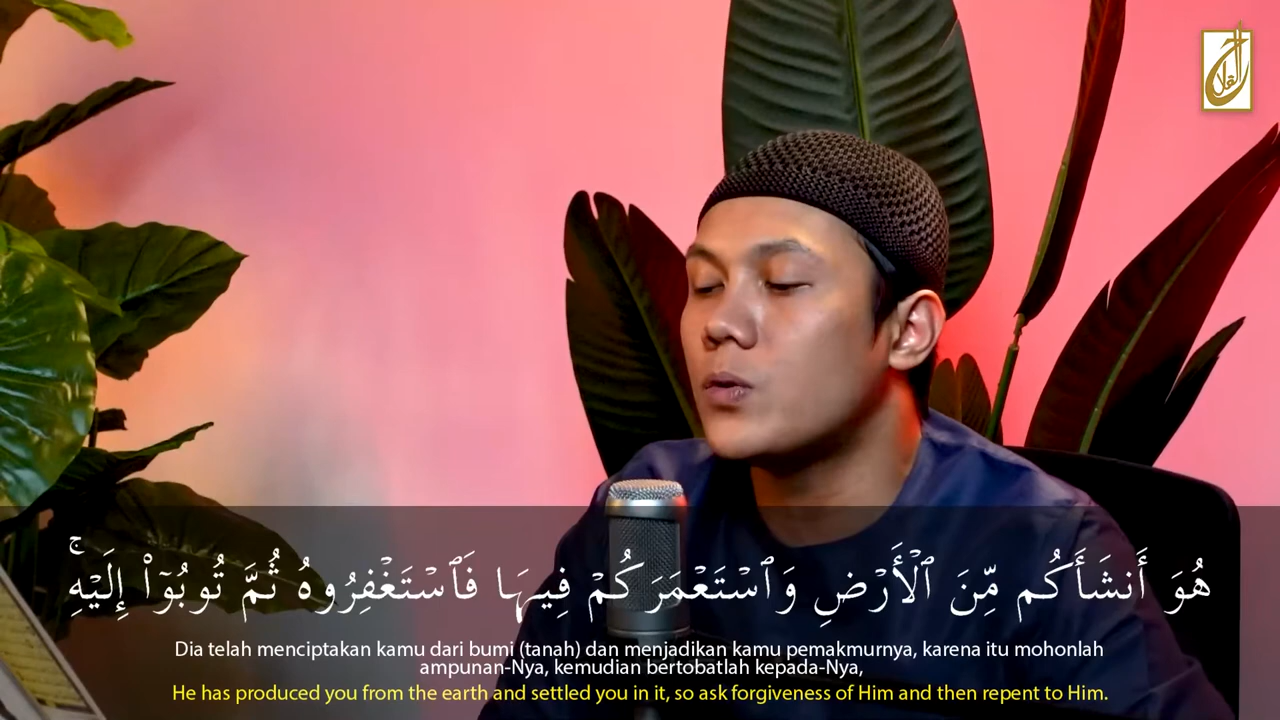 هُوَ أَنشَأَكُم مِّنَ ٱلْأَرْضِ وَٱسْتَعْمَرَكُمْ فِيهَا فَٱسْتَغْفِرُوهُ ثُمَّ تُوبُوٓا۟ إِلَيْهِ ۚ
Dia telah menciptakan kamu dari bumi (tanah) dan menjadikan kamu pemakmurnya, karena itu mohonlah
ampunan-Nya, kemudian bertobatlah kepada-Nya,
He has produced you from the earth and settled you in it, so ask forgiveness of Him and then repent to Him.